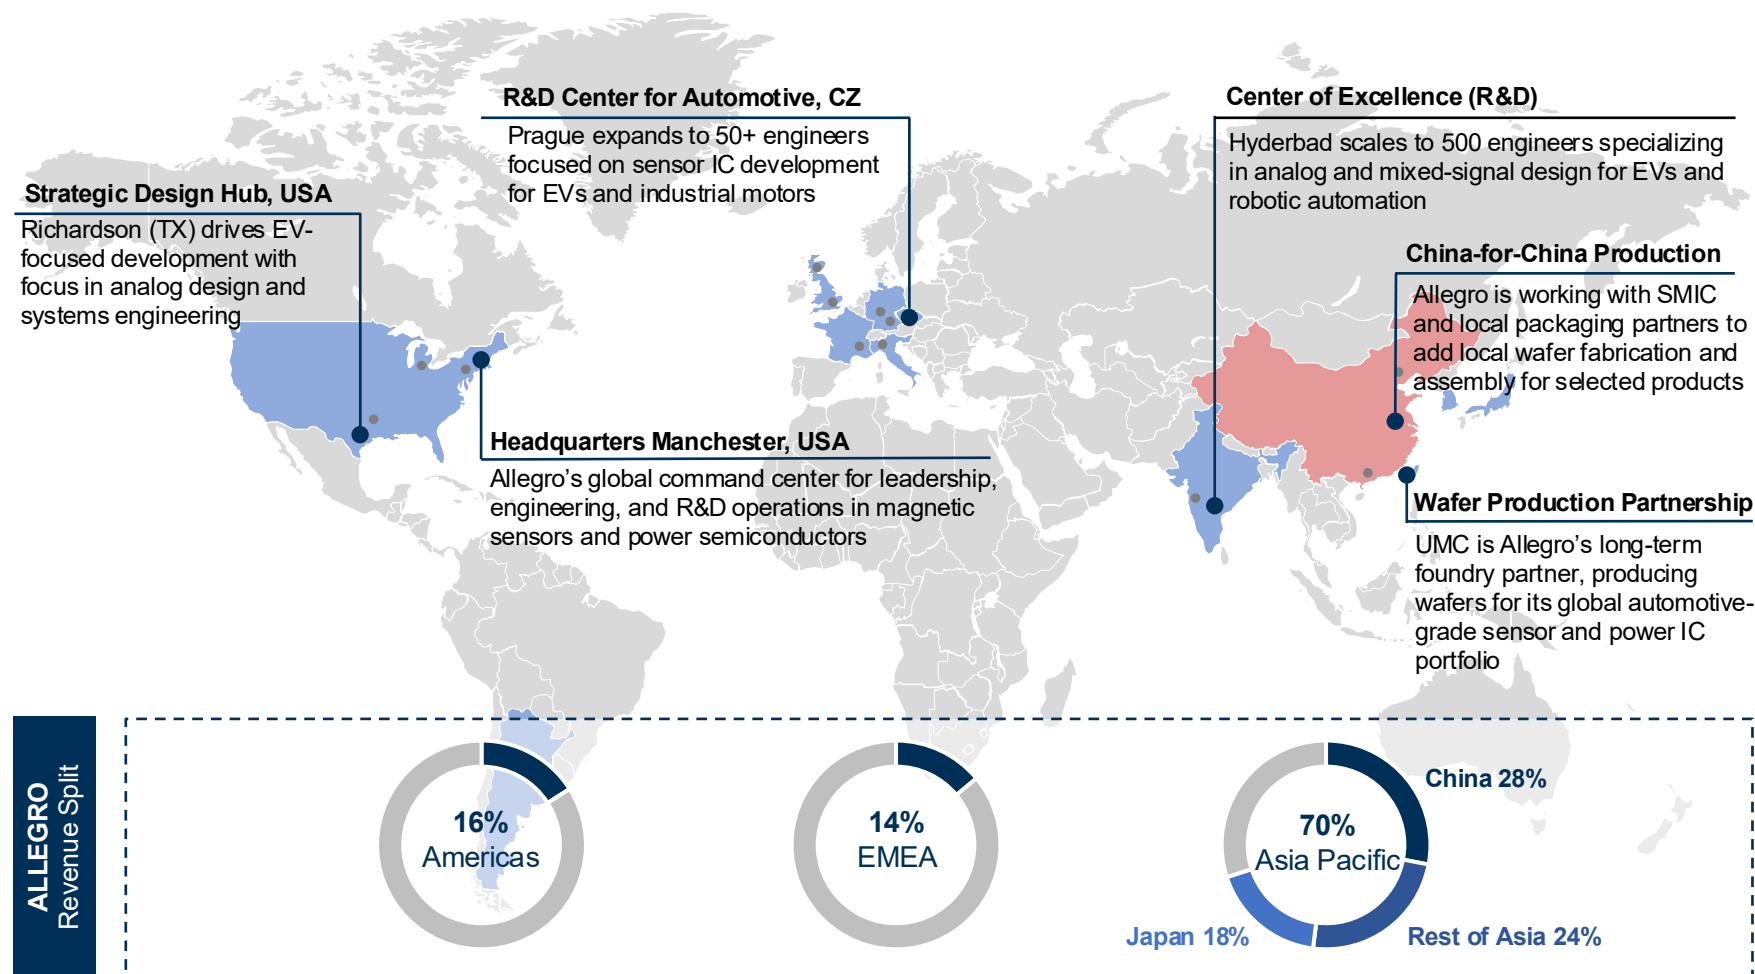 R&D Center for Automotive, CZ
Prague expands to 50+ engineers
focused on sensor IC development
for EVs and industrial motors
Center of Excellence (R&D)
Hyderbad scales to 500 engineers specializing
in analog and mixed-signal design for EVs and
robotic automation
Strategic Design Hub, USA
Richardson (TX) drives EV-
focused development with
focus in analog design and
systems engineering
China-for-China Production
Allegro is working with SMIC
and local packaging partners to
add local wafer fabrication and
assembly for selected products
Headquarters Manchester, USA
Allegro’s global command center for leadership,
engineering, and R&D operations in magnetic
sensors and power semiconductors
Wafer Production Partnership
UMC is Allegro’s long-term
foundry partner, producing
wafers for its global automotive-
grade sensor and power IC
portfolio
ALLEGRO
Revenue Split
16%
Americas
14%
EMEA
70%
Asia Pacific
China 28%
Japan 18%
Rest of Asia 24%